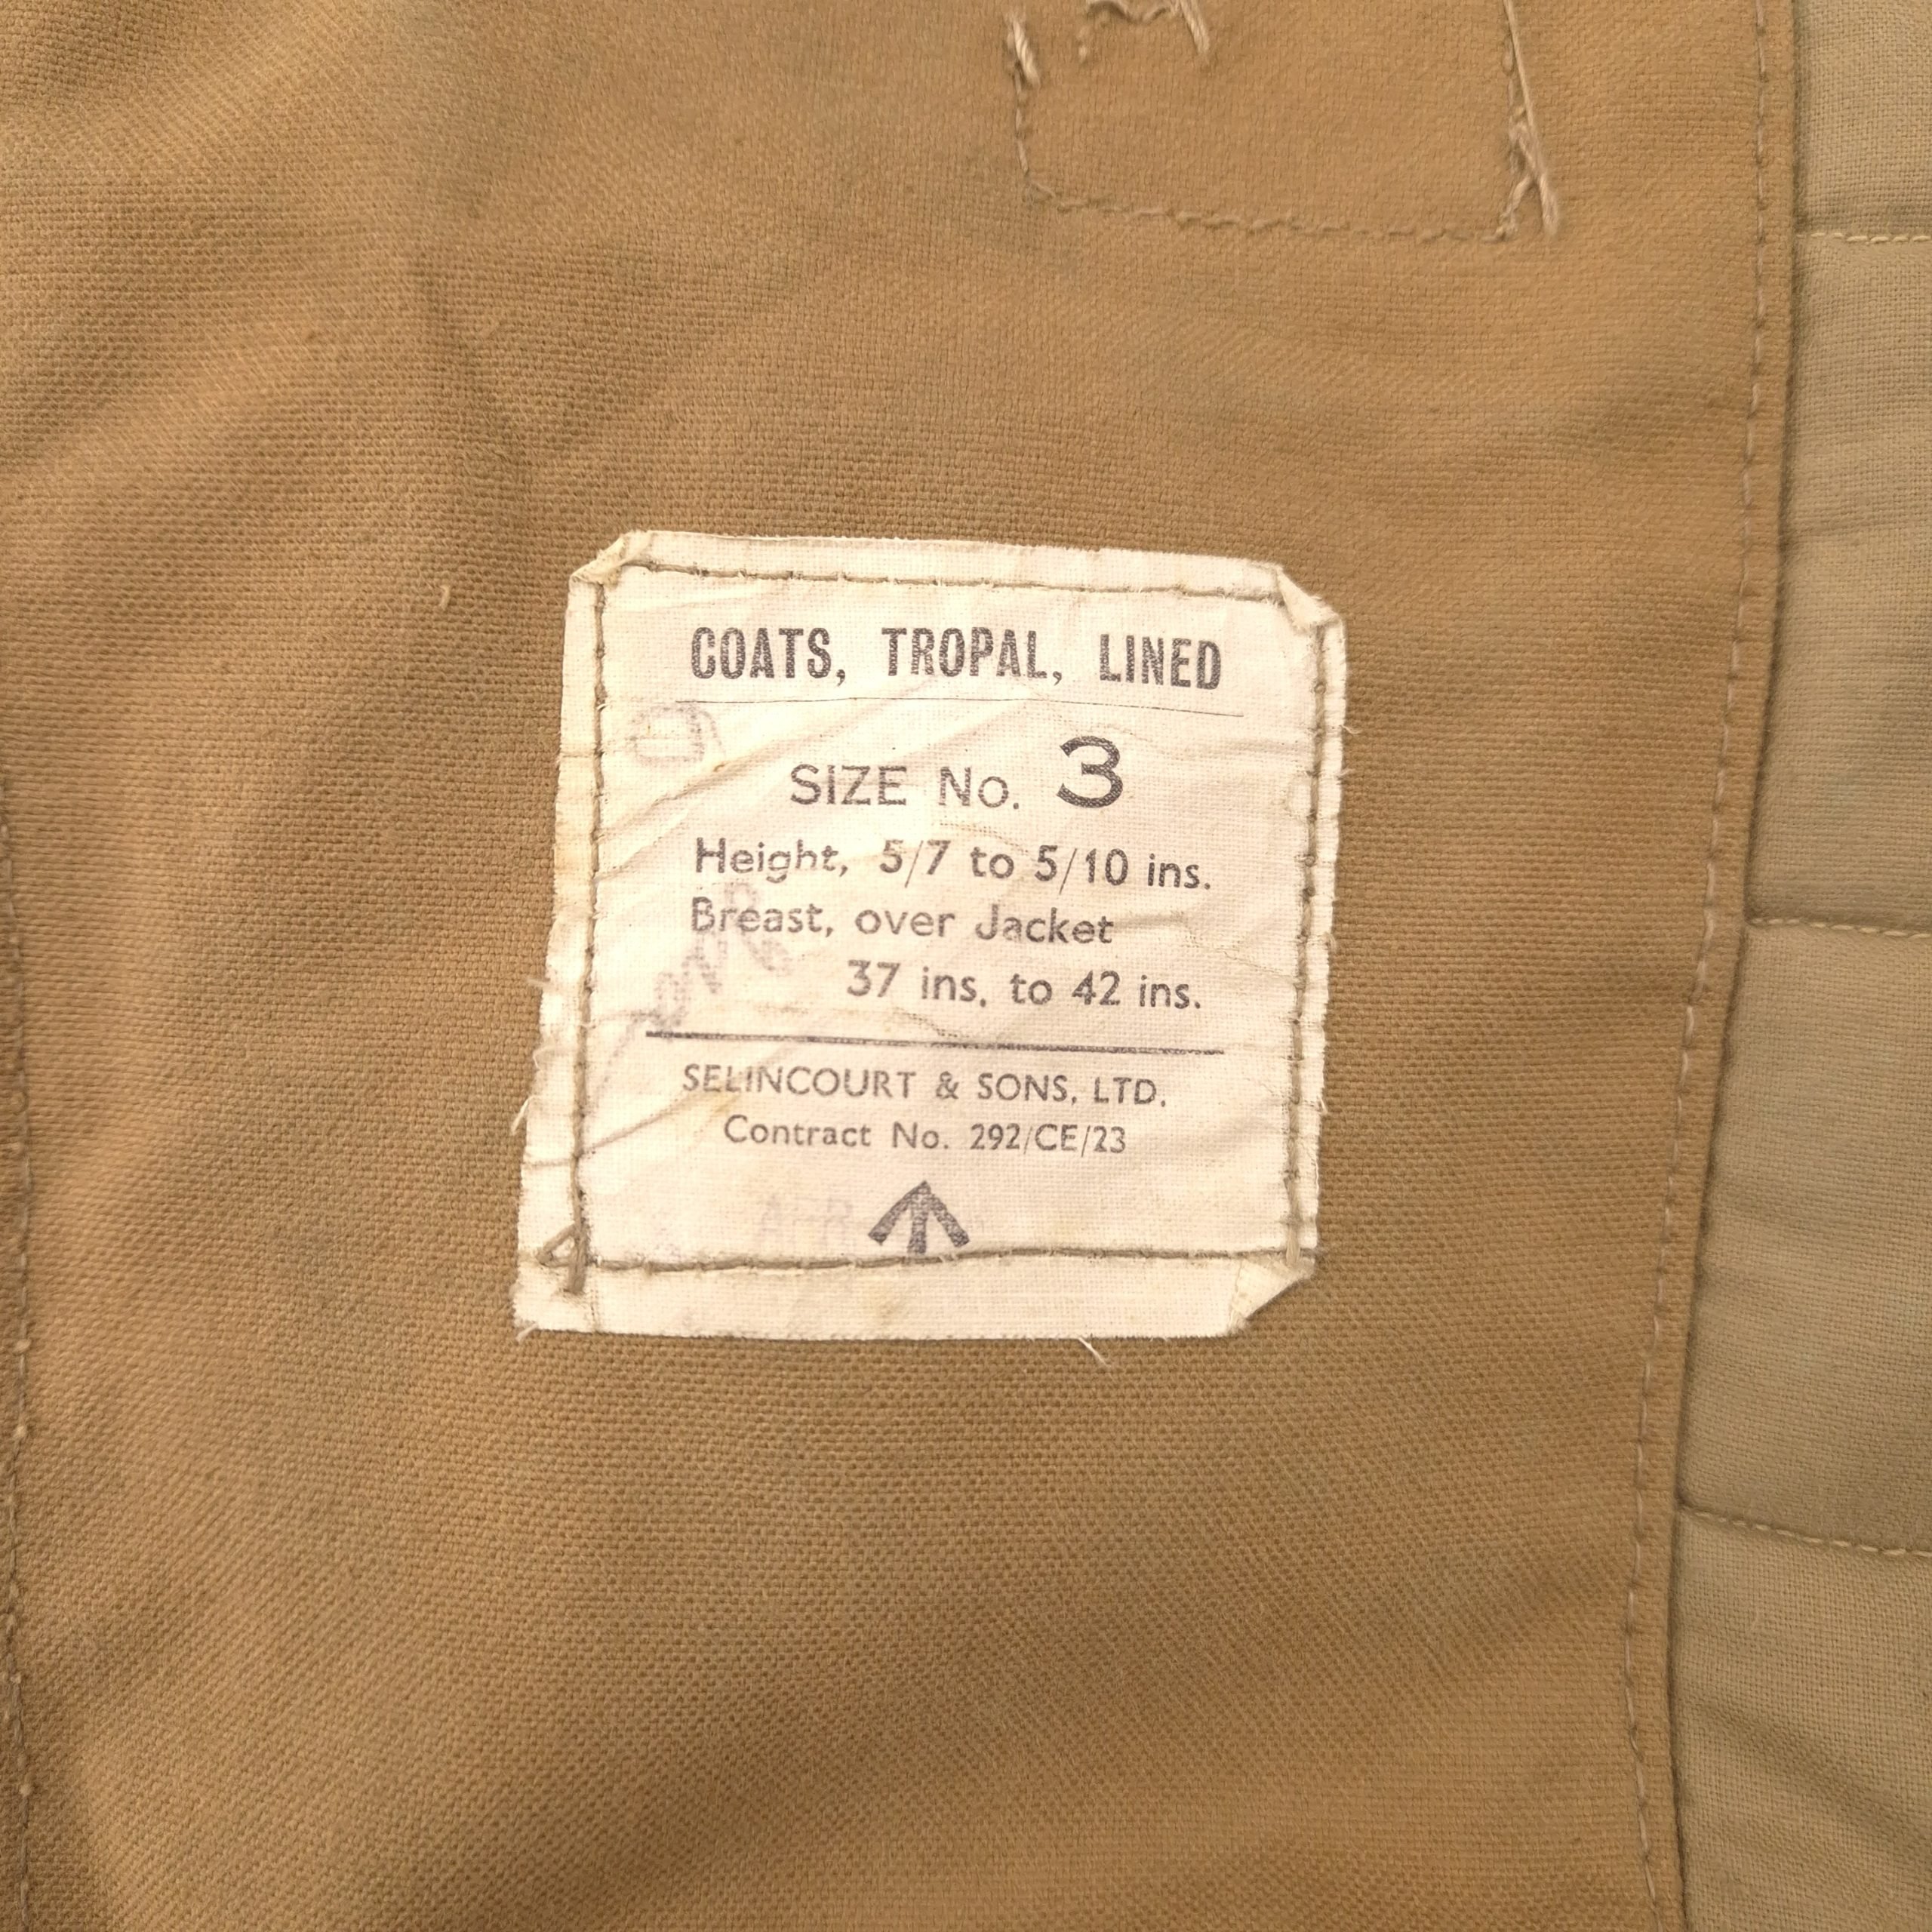 COATS, TROPAL, LINED
SIZE No. 3
Height, 5/7 to 5/10 ins.
Breast, over Jacket
37 ins. to 42 ins.
SELINCOURT & SONS, LTD.
Contract No. 292/CE/23